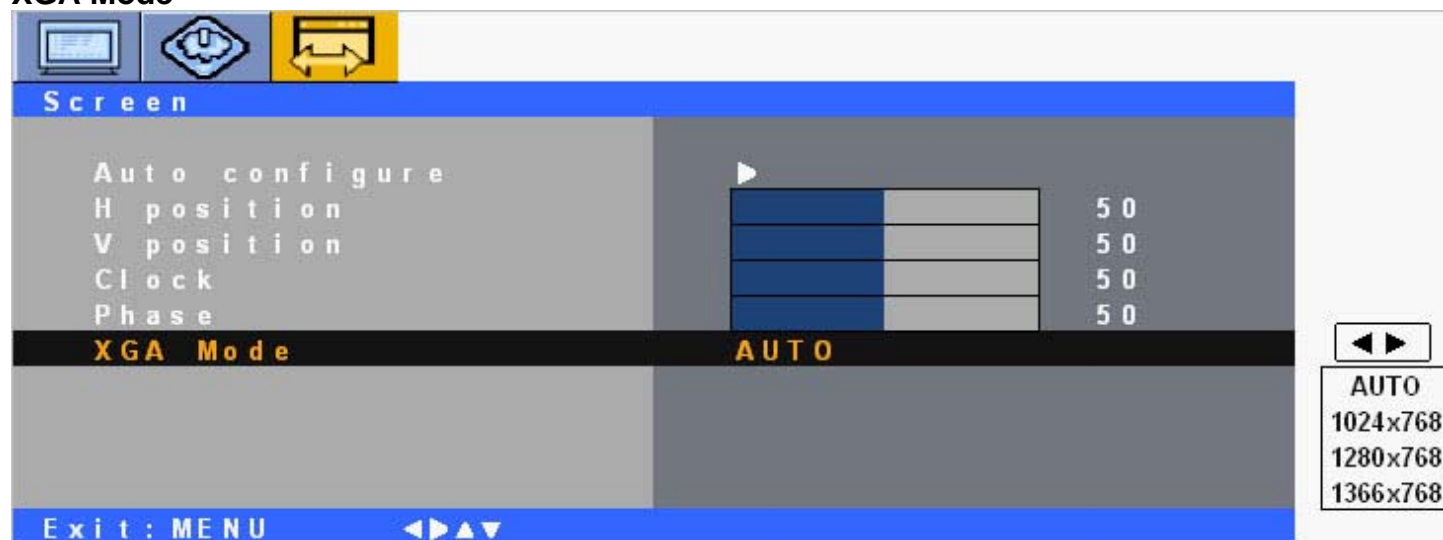 XGA Mode
Screen
Auto configure
H position 50
V position 50
Clock 50
Phase 50
XGA Mode AUTO
AUTO
1024x768
1280x768
1366x768
Exit:MENU